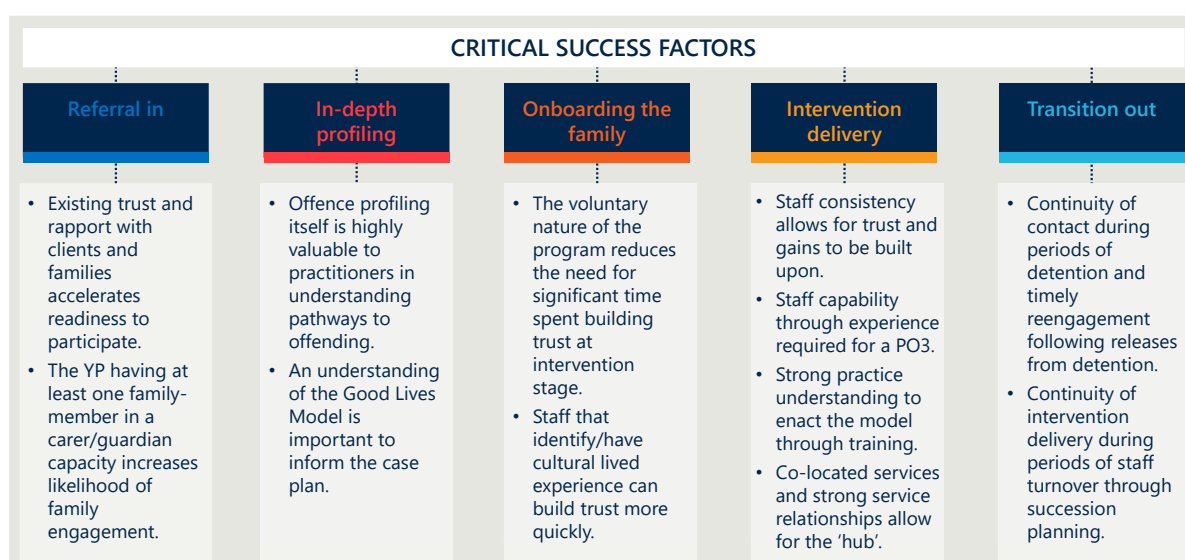 CRITICAL SUCCESS FACTORS
Referral in
• Existing trust and
rapport with
clients and
families
accelerates
readiness to
participate.
• The YP having at
least one family-
member in a
carer/guardian
capacity increases
likelihood of
family
engagement.
In-depth
profiling
• Offence profiling
itself is highly
valuable to
practitioners in
understanding
pathways to
offending.
• An understanding
of the Good Lives
Model is
important to
inform the case
plan.
Onboarding the
family
• The voluntary
nature of the
program reduces
the need for
significant time
spent building
trust at
intervention
stage.
• Staff that
identify/have
cultural lived
experience can
build trust more
quickly.
Intervention
delivery
• Staff consistency
allows for trust and
gains to be built
upon.
• Staff capability
through experience
required for a PO3.
• Strong practice
understanding to
enact the model
through training.
• Co-located services
and strong service
relationships allow
for the ‘hub’.
Transition out
• Continuity of
contact during
periods of
detention and
timely
reengagement
following releases
from detention.
• Continuity of
intervention
delivery during
periods of staff
turnover through
succession
planning.